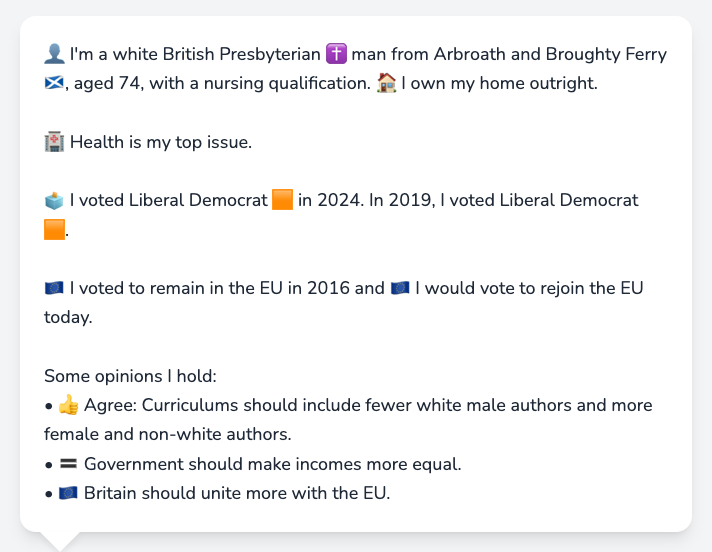 👤 I'm a white British Presbyterian ✝️ man from Arbroath and Broughty Ferry
🏴󠁧󠁢󠁳󠁣󠁴󠁿, aged 74, with a nursing qualification. 🏠 I own my home outright.
🏥 Health is my top issue.
🗳️ I voted Liberal Democrat 🟧 in 2024. In 2019, I voted Liberal Democrat
🟧.
🇪🇺 I voted to remain in the EU in 2016 and 🇪🇺 I would vote to rejoin the EU
today.
Some opinions I hold:
• 👍 Agree: Curriculums should include fewer white male authors and more
female and non-white authors.
• 🟰 Government should make incomes more equal.
• 🇪🇺 Britain should unite more with the EU.